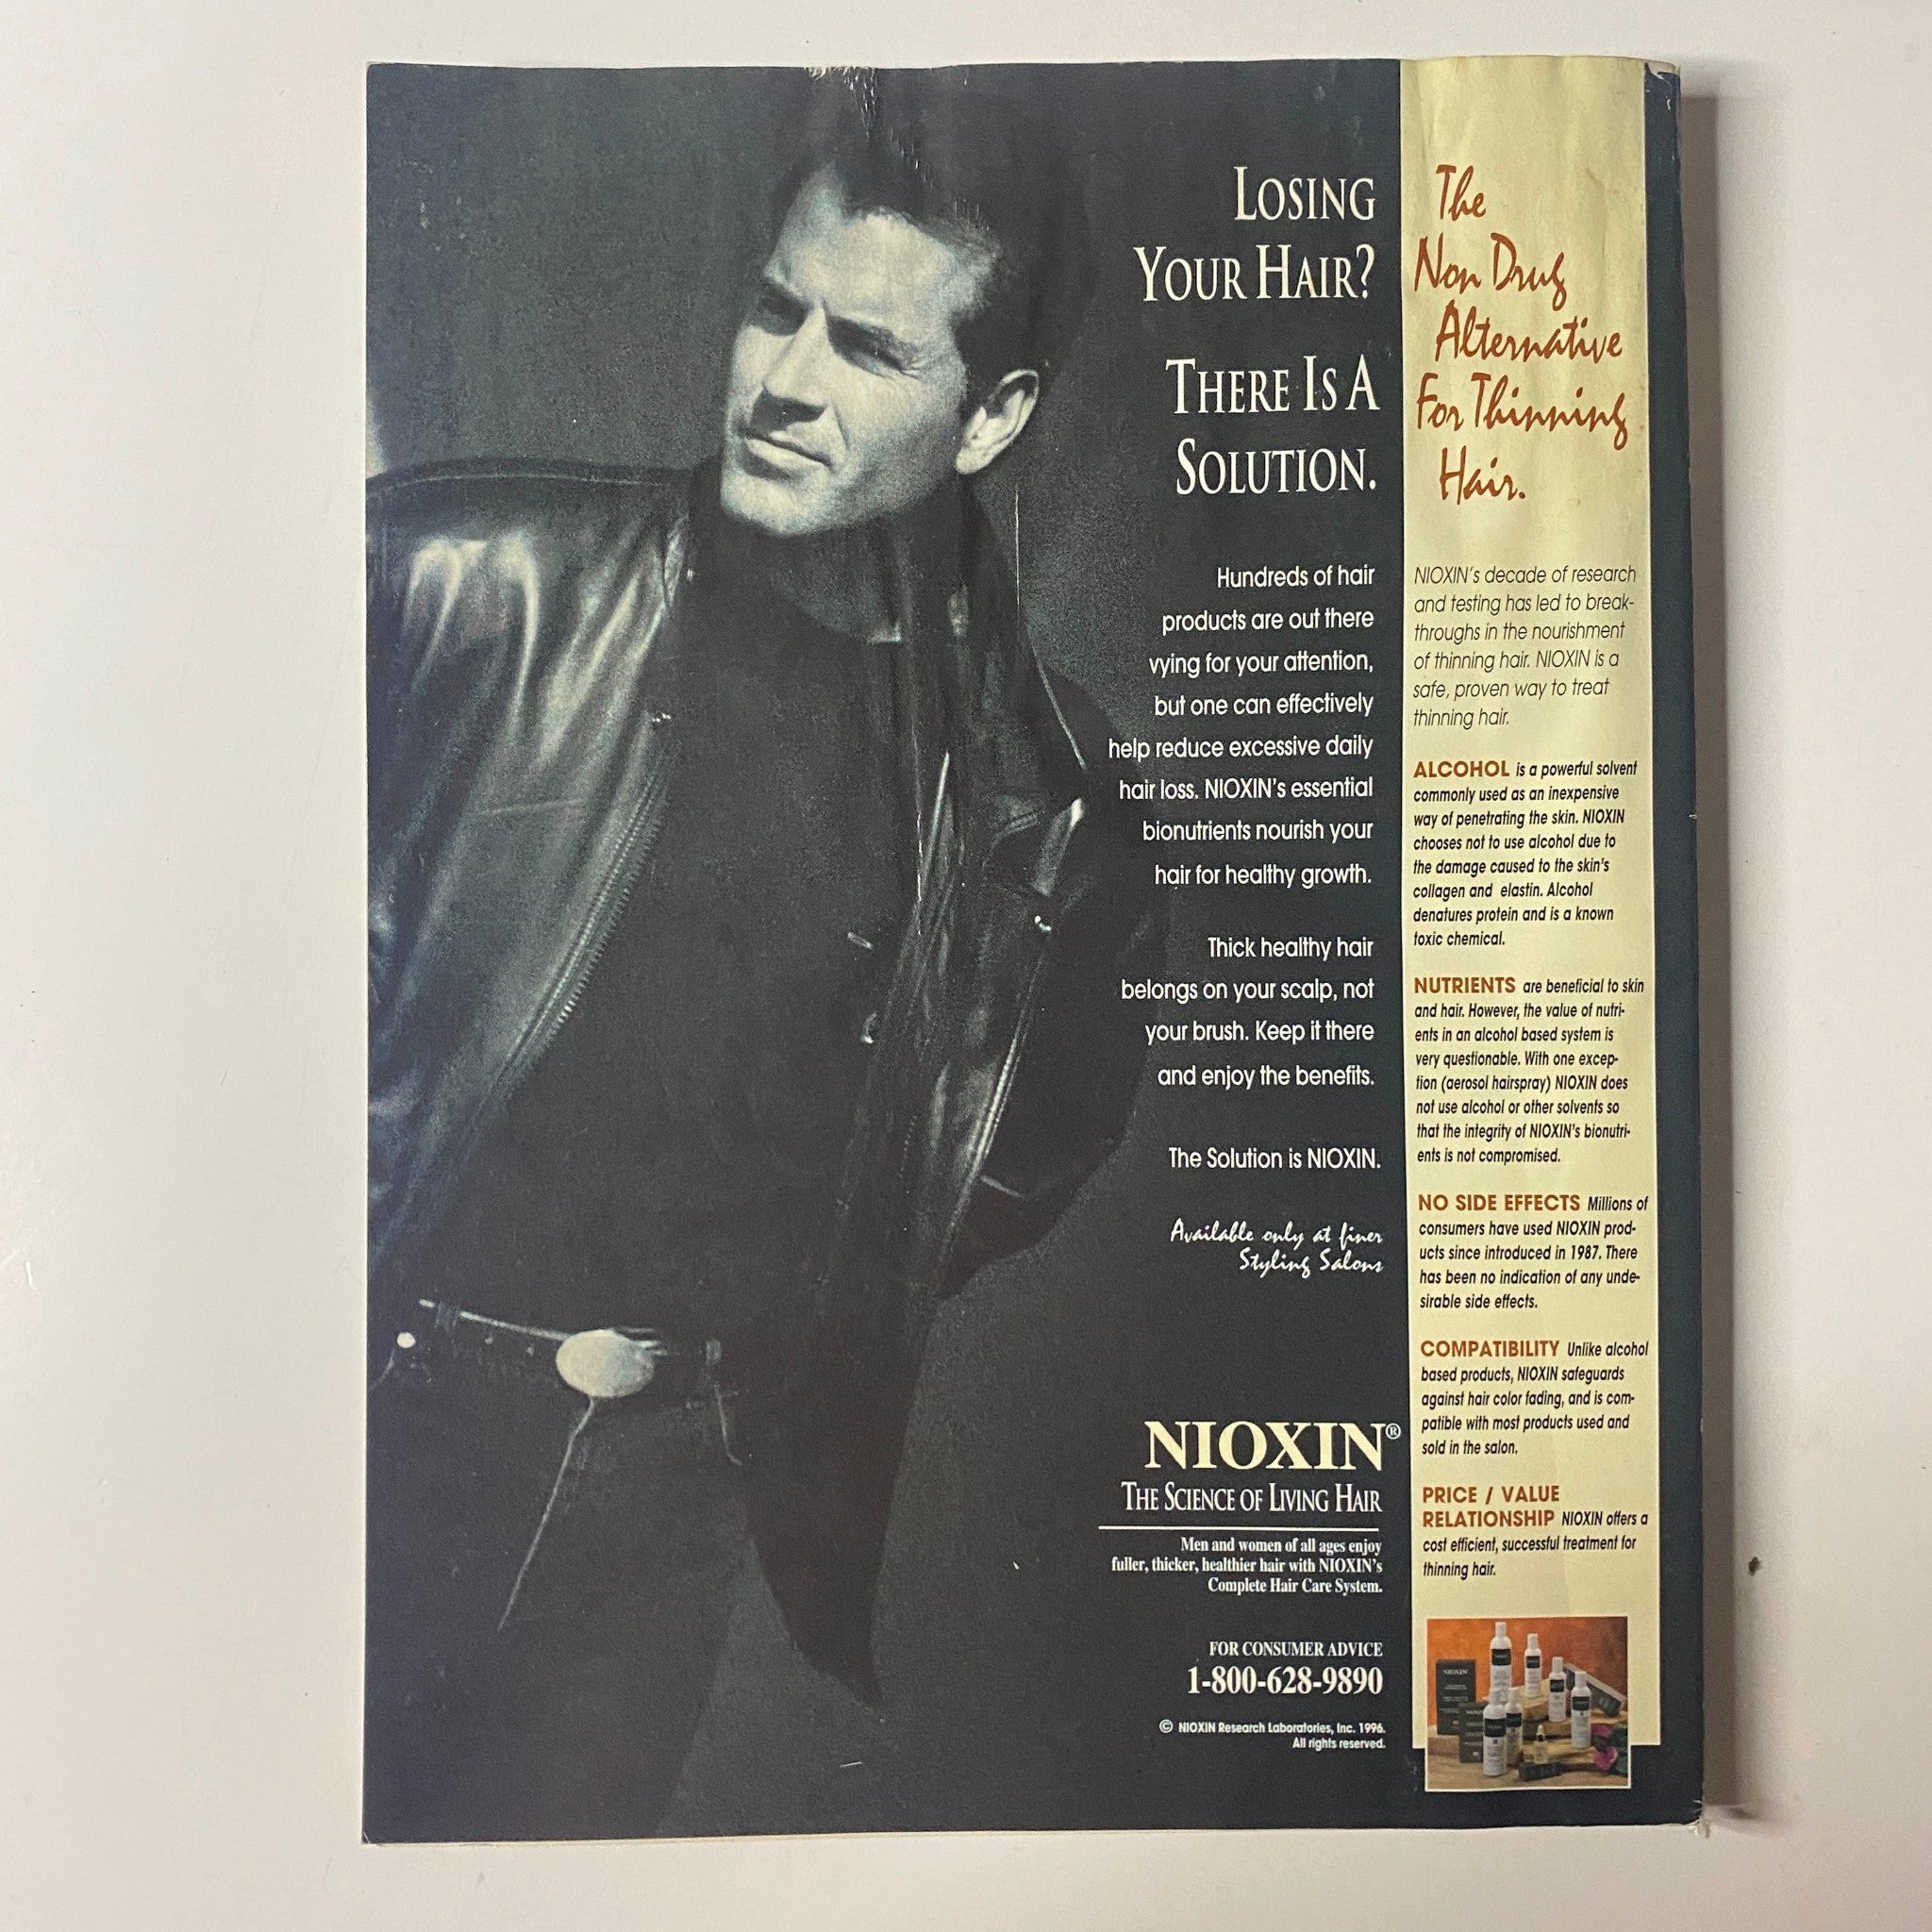 LOSING
YOUR HAIR?
THERE IS A
SOLUTION.
Hundreds of hair
products are out there
vying for your attention,
but one can effectively
help reduce excessive daily
hair loss. NIOXIN's essential
bionutrients nourish your
hair for healthy growth.
Thick healthy hair
belongs on your scalp, not
your brush. Keep it there
and enjoy the benefits.
The Solution is NIOXIN.
Available only at finer
Styling Salons
NIOXIN®
THE SCIENCE OF LIVING HAIR
Men and women of all ages enjoy
fuller, thicker, healthier hair with NIOXIN's
Complete Hair Care System.
FOR CONSUMER ADVICE
1-800-628-9890
© NIOXIN Research Laboratories, Inc. 1996.
All rights reserved.
The
Non Drug
Alternative
For Thinning
Hair.
NIOXIN's decade of research
and testing has led to break-
throughs in the nourishment
of thinning hair. NIOXIN is a
safe, proven way to treat
thinning hair.
ALCOHOL is a powerful solvent
commonly used as an inexpensive
way of penetrating the skin. NIOXIN
chooses not to use alcohol due to
the damage caused to the skin's
collagen and elastin. Alcohol
denatures protein and is a known
toxic chemical.
NUTRIENTS are beneficial to skin
and hair. However, the value of nutri-
ents in an alcohol based system is
very questionable. With one excep-
tion (aerosol hairspray) NIOXIN does
not use alcohol or other solvents so
that the integrity of NIOXIN's bionutri-
ents is not compromised.
NO SIDE EFFECTS Millions of
consumers have used NIOXIN prod-
ucts since introduced in 1987. There
has been no indication of any unde-
sirable side effects.
COMPATIBILITY Unlike alcohol
based products, NIOXIN safeguards
against hair color fading, and is com-
patible with most products used and
sold in the salon.
PRICE / VALUE
RELATIONSHIP NIOXIN offers a
cost efficient, successful treatment for
thinning hair.
NIOXIN